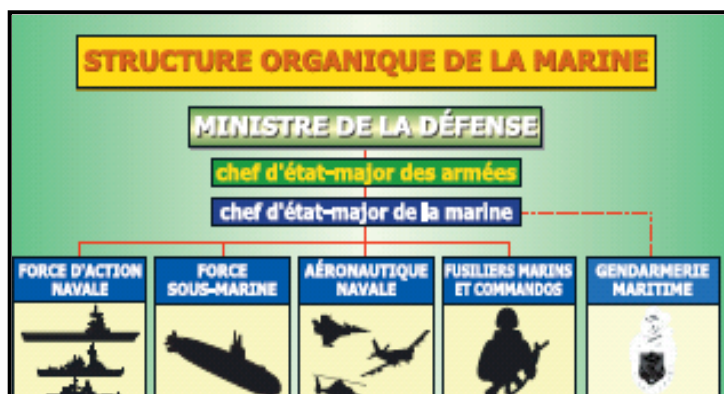 STRUCTURE ORGANIQUE DE LA MARINE
MINISTRE DE LA DÉFENSE
chef d'état-major des armées
chef d'état-major de la marine
FORCE D'ACTION
NAVALE
FORCE
SOUS-MARINE
AÉRONAUTIQUE
NAVALE
FUSILIERS MARINS
ET COMMANDOS
GENDARMERIE
MARITIME